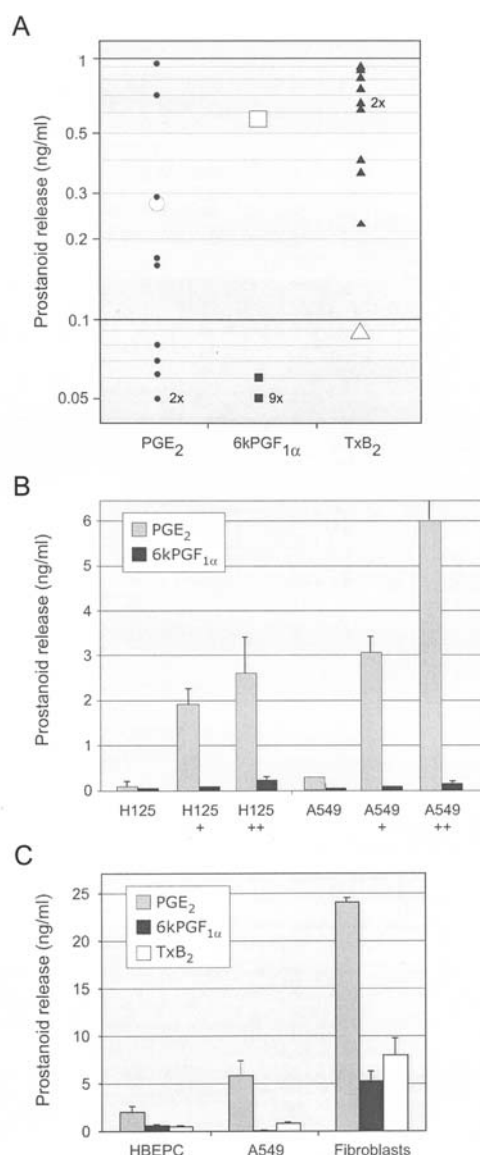 A
Prostanoid release (ng/ml)
1
0.5
0.3
0.2
0.1
0.05
2x
2x
9x
PGE₂ 6kPGF₁α TxB₂
B
Prostanoid release (ng/ml)
6
5
4
3
2
1
0
PGE₂
6kPGF₁α
H125 H125 H125 A549 A549 A549
+ ++ + ++
C
Prostanoid release (ng/ml)
25
20
15
10
5
0
PGE₂
6kPGF₁α
TxB₂
HBEPC A549 Fibroblasts